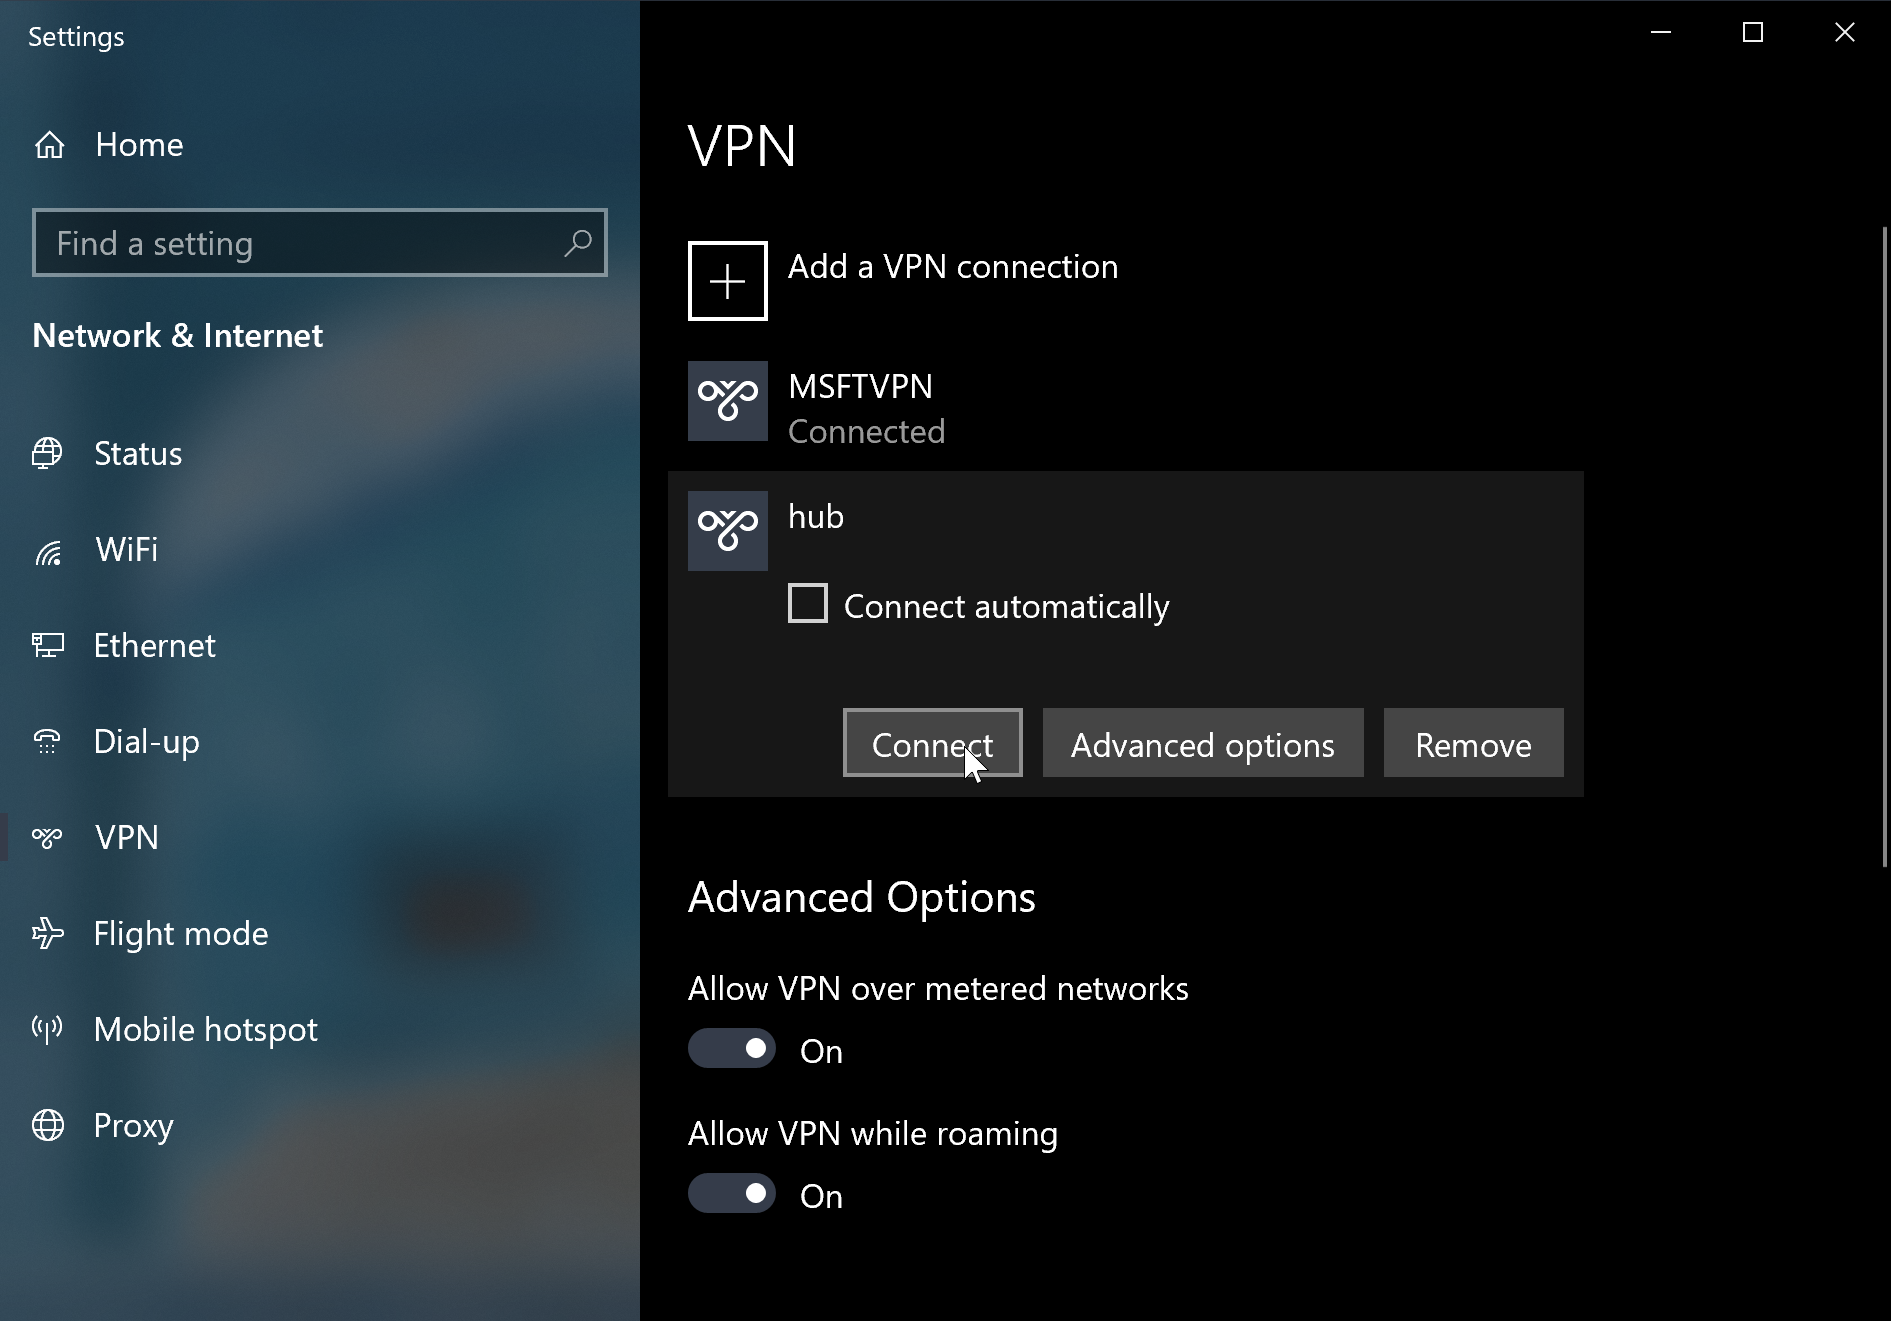 Settings
Home
Find a setting
Network & Internet
Status
WiFi
Ethernet
Dial-up
VPN
Flight mode
Mobile hotspot
Proxy
VPN
Add a VPN connection
MSFTVPN
Connected
hub
Connect automatically
Connect Advanced options Remove
Advanced Options
Allow VPN over metered networks
On
Allow VPN while roaming
On